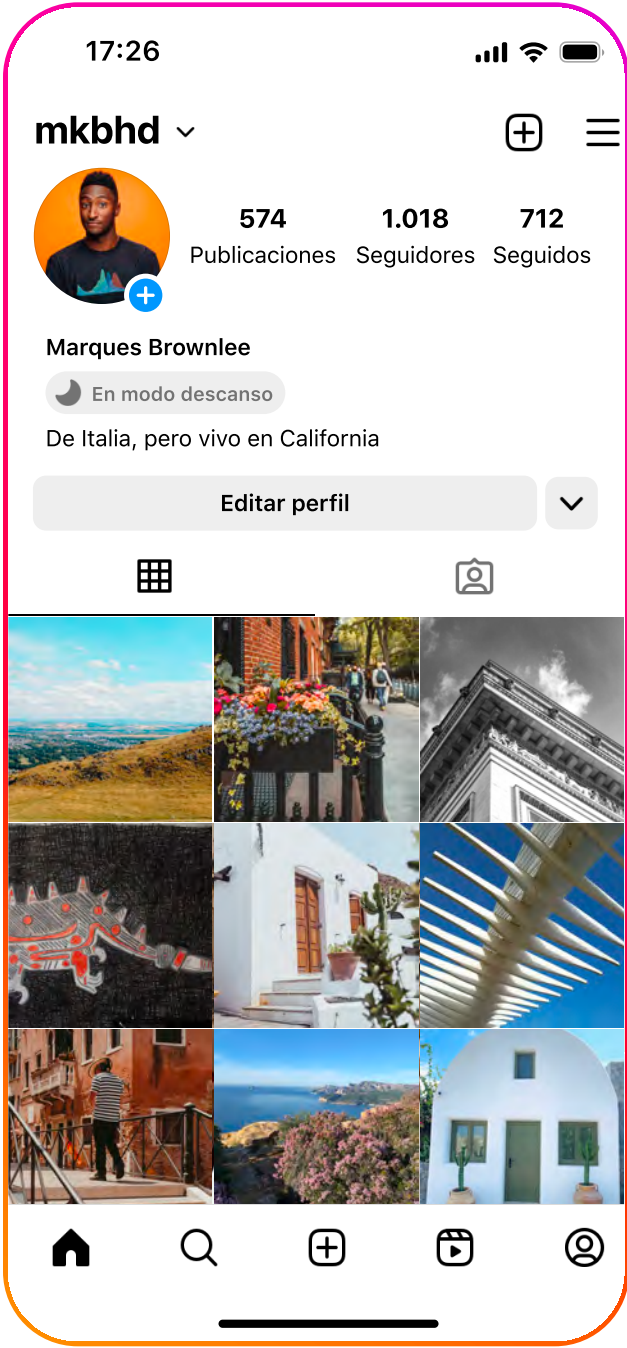 17:26
mkbhd
574 1.018 712
Publicaciones Seguidores Seguidos
Marques Brownlee
En modo descanso
De Italia, pero vivo en California
Editar perfil